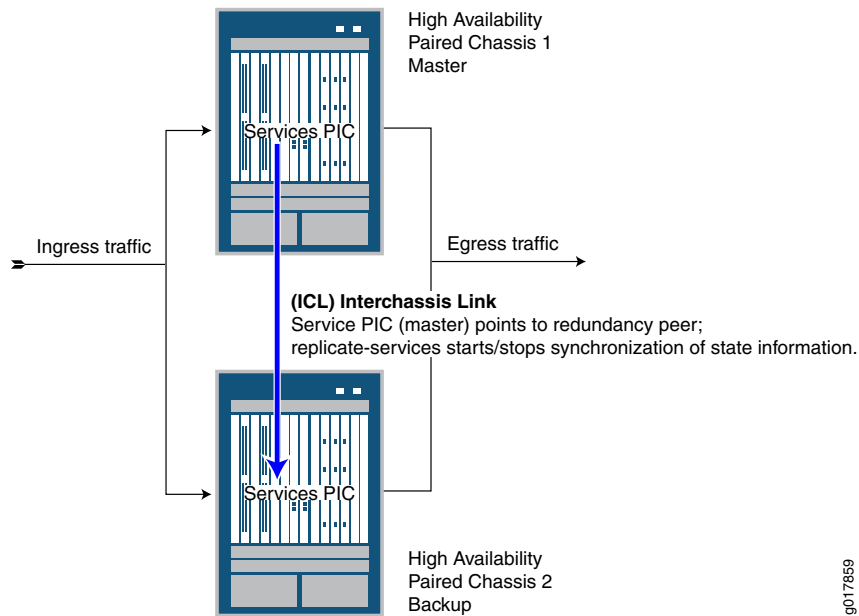 High Availability
Paired Chassis 1
Master
Services PIC
Ingress traffic
Egress traffic
(ICL) Interchassis Link
Service PIC (master) points to redundancy peer;
replicate-services starts/stops synchronization of state information.
Services PIC
High Availability
Paired Chassis 2
Backup
g017859